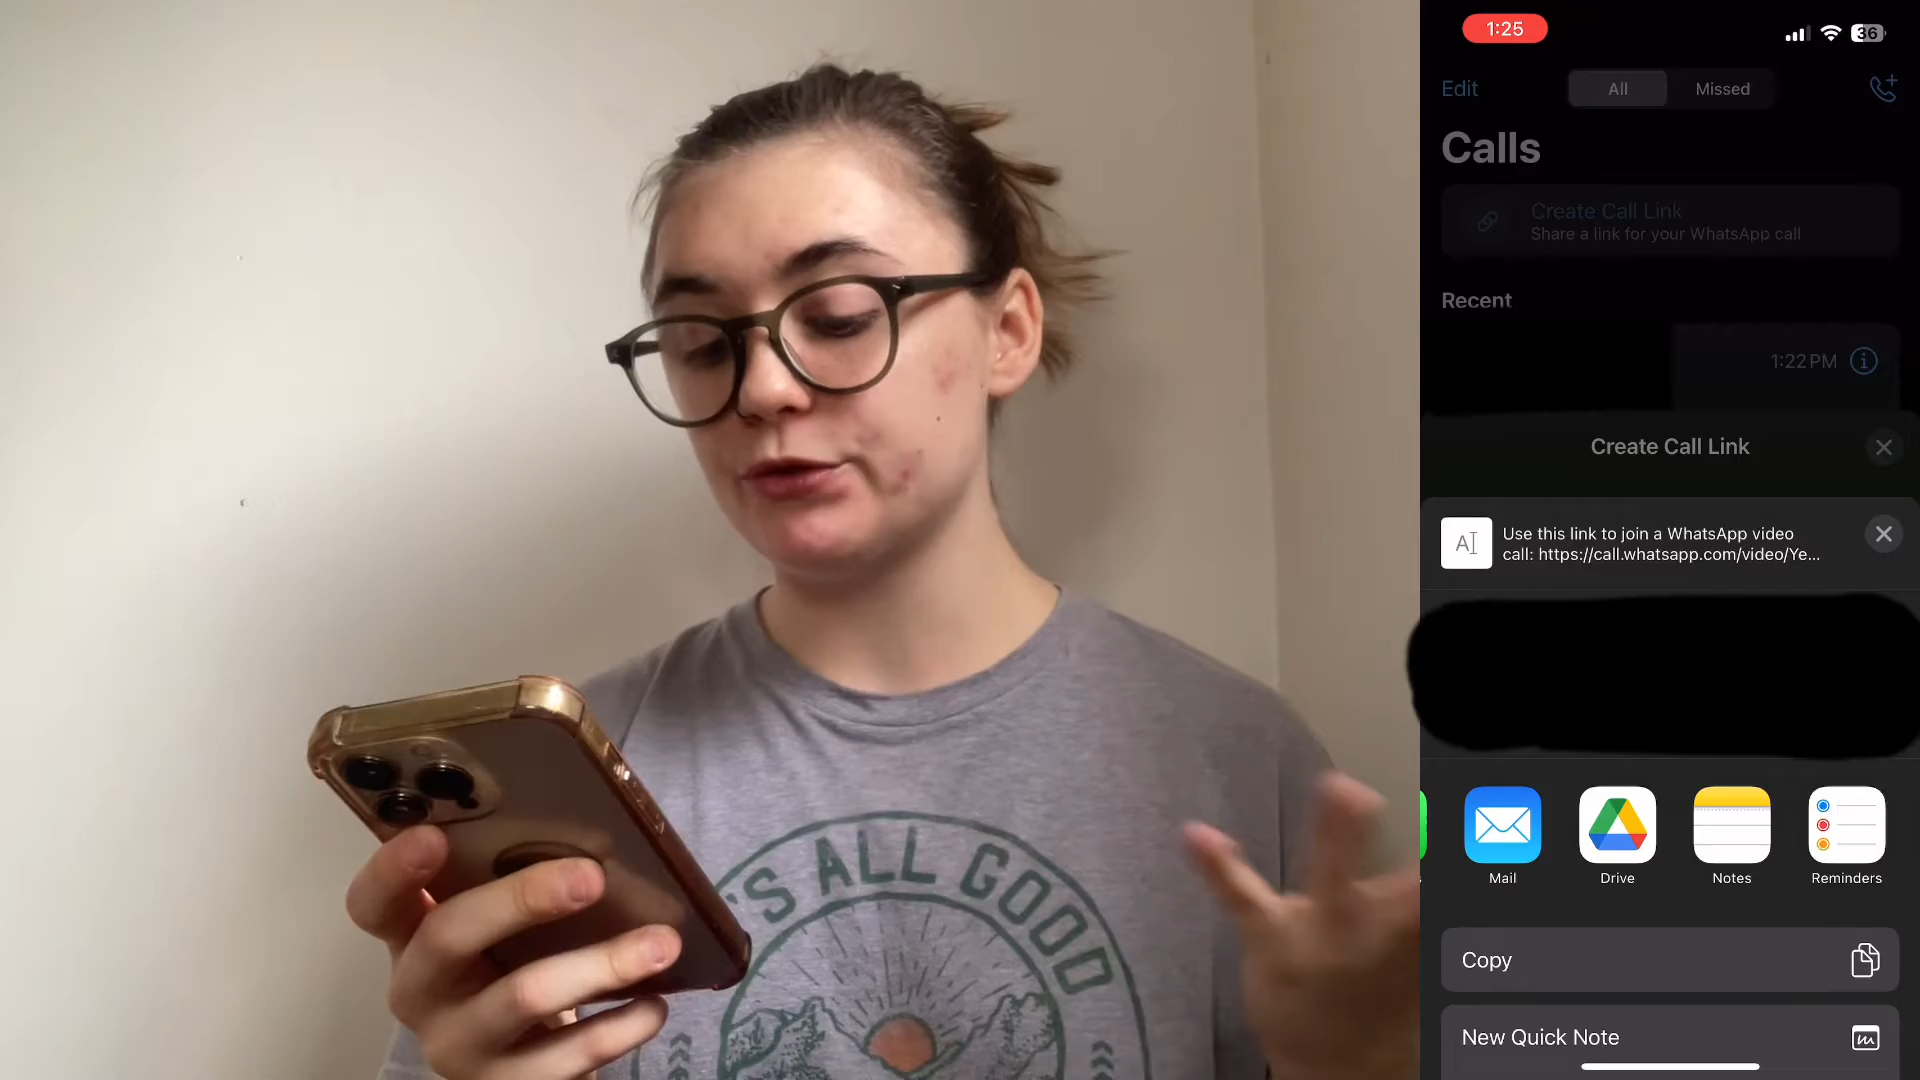 'S ALL GOOD
1:25
36
Edit
All
Missed
Calls
Create Call Link
Share a link for your WhatsApp call
Recent
1:22 PM
Create Call Link
A
Use this link to join a WhatsApp video
call: https://call.whatsapp.com/video/Ye...
Mail
Drive
Notes
Reminders
Copy
New Quick Note